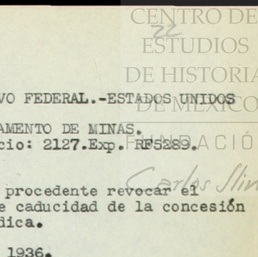 CENTRO DE
ESTUDIOS
DE HISTORIA
DE MÉXICO
FUNDACIÓ
Carlos Slim
22
VO FEDERAL.-ESTADOS UNIDOS
AMENTO DE MINAS.
cio: 2127.Exp. RF5289.
procedente revocar el
e caducidad de la concesión
dica.
1936.